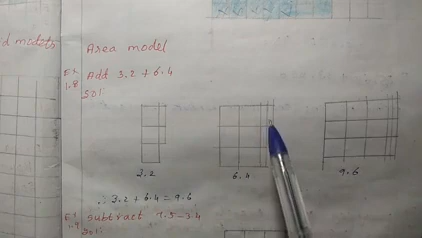 d models
Area model
Ex 1.8 Add 3.2 + 6.4
Sol:
3.2 6.4 9.6
∴ 3.2 + 6.4 = 9.6
Ex 1.9 Subtract 7.5 - 3.4
Sol: